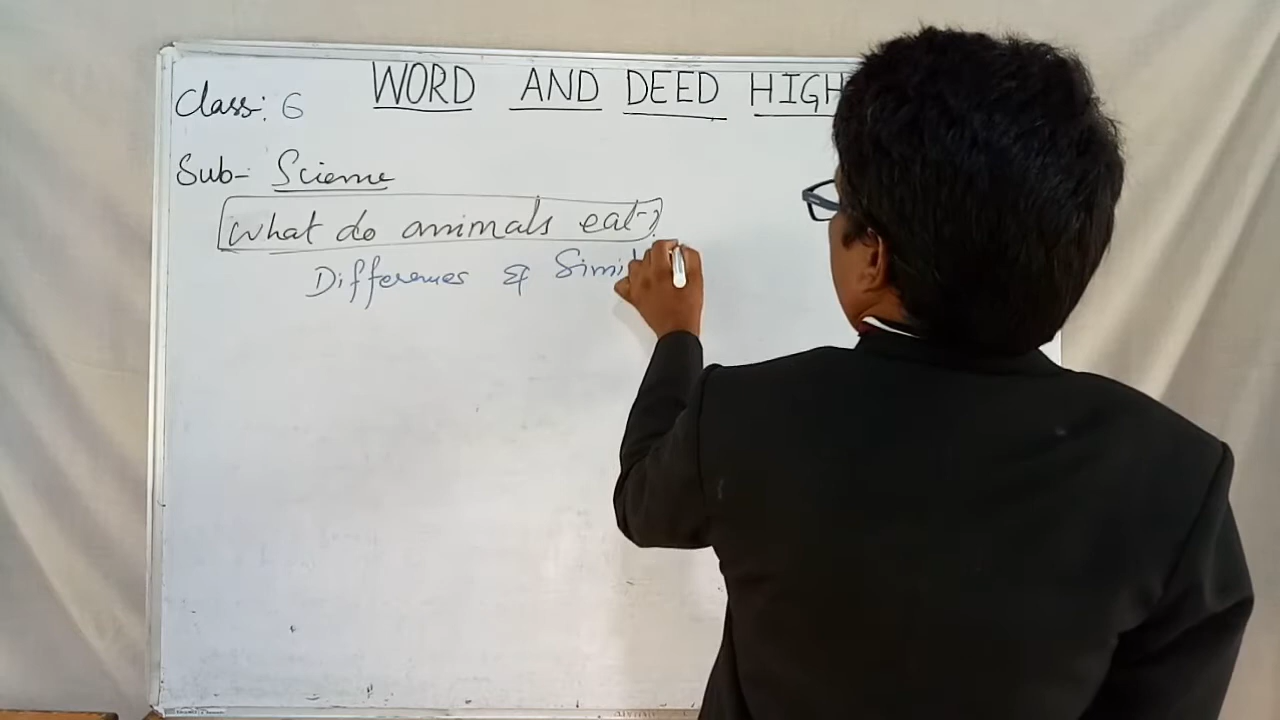 WORD AND DEED HIGH
Class: 6
Sub- Science
What do animals eat?
Differences & Simil